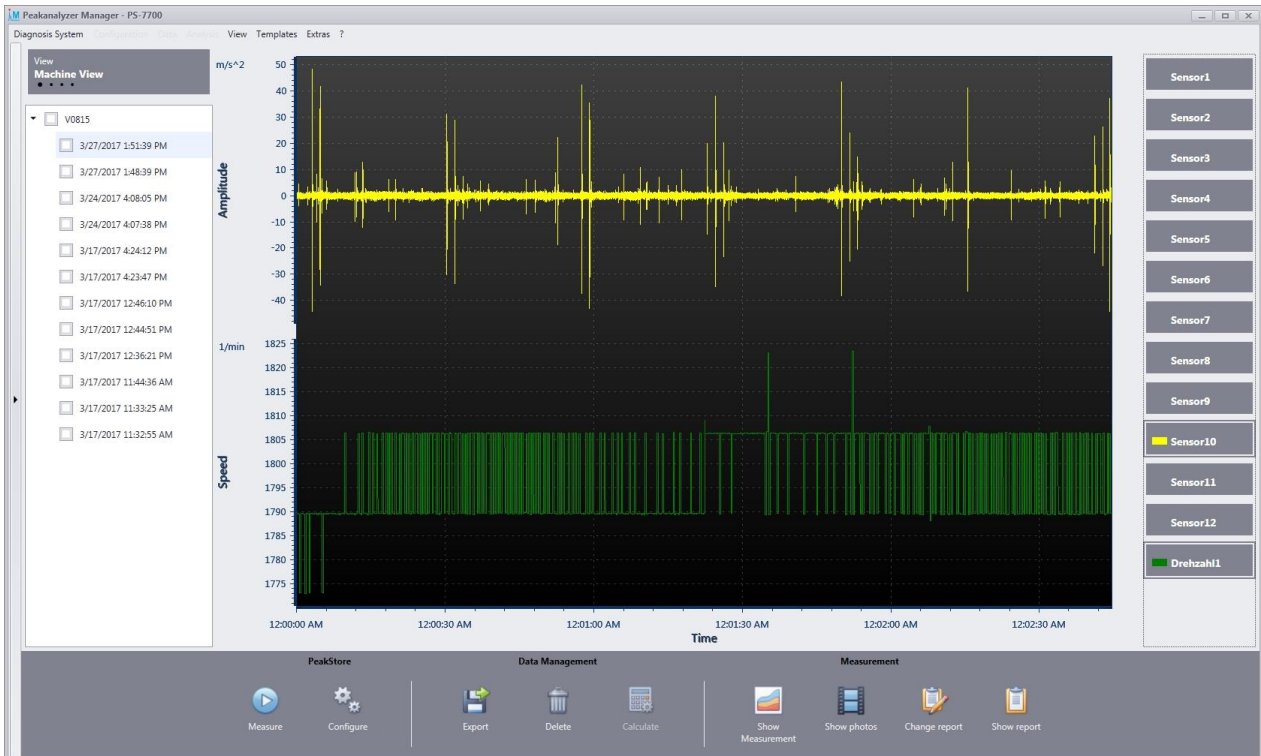 Peakanalyzer Manager - PS-7700
Diagnosis System Configuration Data Analysis View Templates Extras ?
View
Machine View
V0815
3/27/2017 1:51:39 PM
3/27/2017 1:48:39 PM
3/24/2017 4:08:05 PM
3/24/2017 4:07:38 PM
3/17/2017 4:24:12 PM
3/17/2017 4:23:47 PM
3/17/2017 12:46:10 PM
3/17/2017 12:44:51 PM
3/17/2017 12:36:21 PM
3/17/2017 11:44:36 AM
3/17/2017 11:33:25 AM
3/17/2017 11:32:55 AM
m/s^2
Amplitude
50
40
30
20
10
0
-10
-20
-30
-40
1/min
Speed
1825
1820
1815
1810
1805
1800
1795
1790
1785
1780
1775
12:00:00 AM 12:00:30 AM 12:01:00 AM 12:01:30 AM 12:02:00 AM 12:02:30 AM
Time
Sensor1
Sensor2
Sensor3
Sensor4
Sensor5
Sensor6
Sensor7
Sensor8
Sensor9
Sensor10
Sensor11
Sensor12
Drehzahl1
PeakStore Data Management Measurement
Measure Configure Export Delete Calculate Show Measurement Show photos Change report Show report